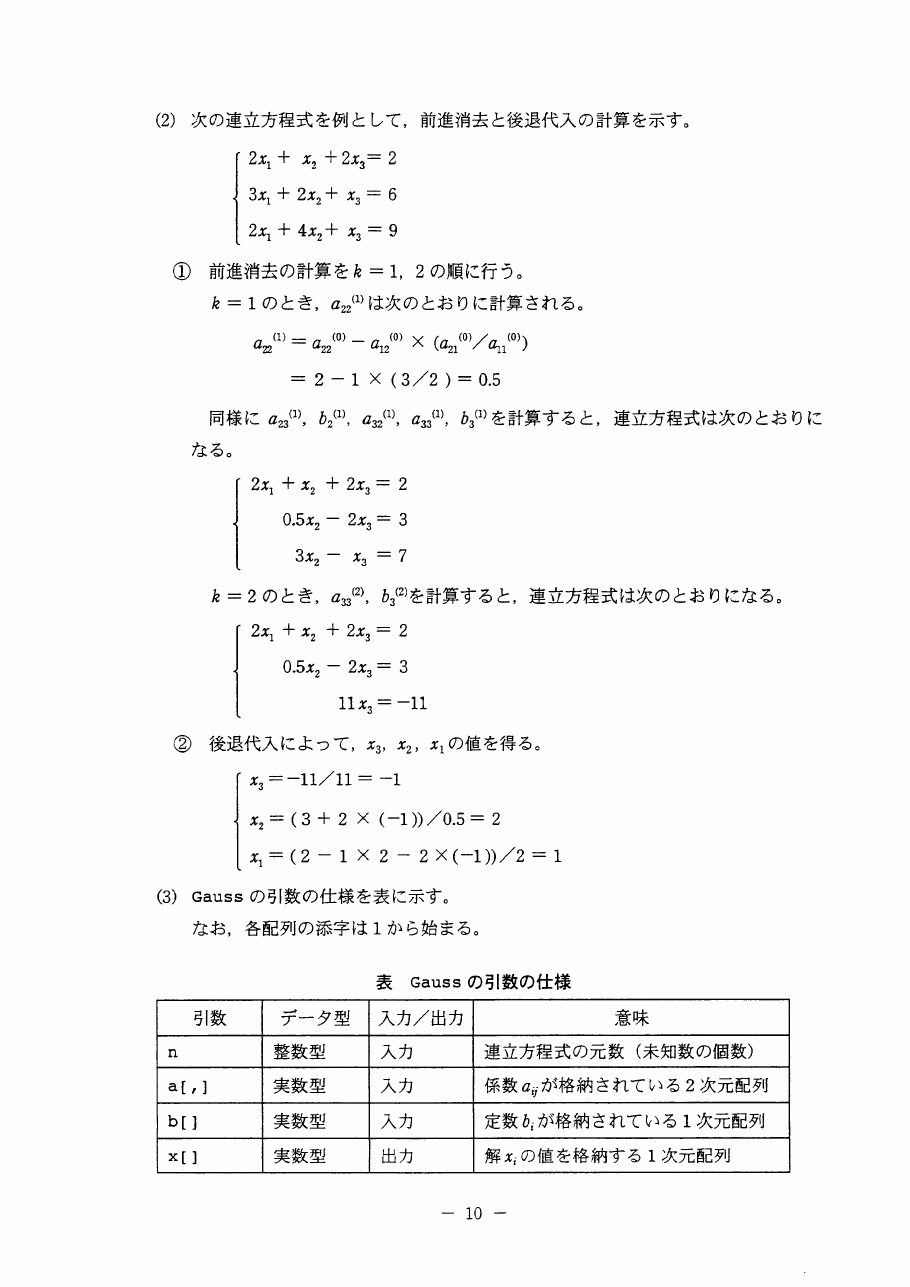 (2) 次の連立方程式を例として，前進消去と後退代入の計算を示す。
2x₁ + x₂ + 2x₃ = 2
3x₁ + 2x₂ + x₃ = 6
2x₁ + 4x₂ + x₃ = 9
① 前進消去の計算を k = 1，2 の順に行う。
k = 1 のとき，a₂₂⁽¹⁾は次のとおりに計算される。
a₂₂⁽¹⁾ = a₂₂⁽⁰⁾ − a₁₂⁽⁰⁾ × (a₂₁⁽⁰⁾／a₁₁⁽⁰⁾)
= 2 − 1 × ( 3／2 ) = 0.5
同様に a₂₃⁽¹⁾，b₂⁽¹⁾，a₃₂⁽¹⁾，a₃₃⁽¹⁾，b₃⁽¹⁾を計算すると，連立方程式は次のとおりに
なる。
2x₁ + x₂ + 2x₃ = 2
0.5x₂ − 2x₃ = 3
3x₂ − x₃ = 7
k = 2 のとき，a₃₃⁽²⁾，b₃⁽²⁾を計算すると，連立方程式は次のとおりになる。
2x₁ + x₂ + 2x₃ = 2
0.5x₂ − 2x₃ = 3
11x₃ = −11
② 後退代入によって，x₃，x₂，x₁の値を得る。
x₃ = −11／11 = −1
x₂ = ( 3 + 2 × (−1))／0.5 = 2
x₁ = ( 2 − 1 × 2 − 2 × (−1))／2 = 1
(3) Gauss の引数の仕様を表に示す。
なお，各配列の添字は 1 から始まる。
表 Gauss の引数の仕様
引数 データ型 入力／出力 意味
n 整数型 入力 連立方程式の元数（未知数の個数）
a[,] 実数型 入力 係数 aᵢⱼが格納されている 2 次元配列
b[] 実数型 入力 定数 bᵢが格納されている 1 次元配列
x[] 実数型 出力 解 xᵢの値を格納する 1 次元配列
− 10 −